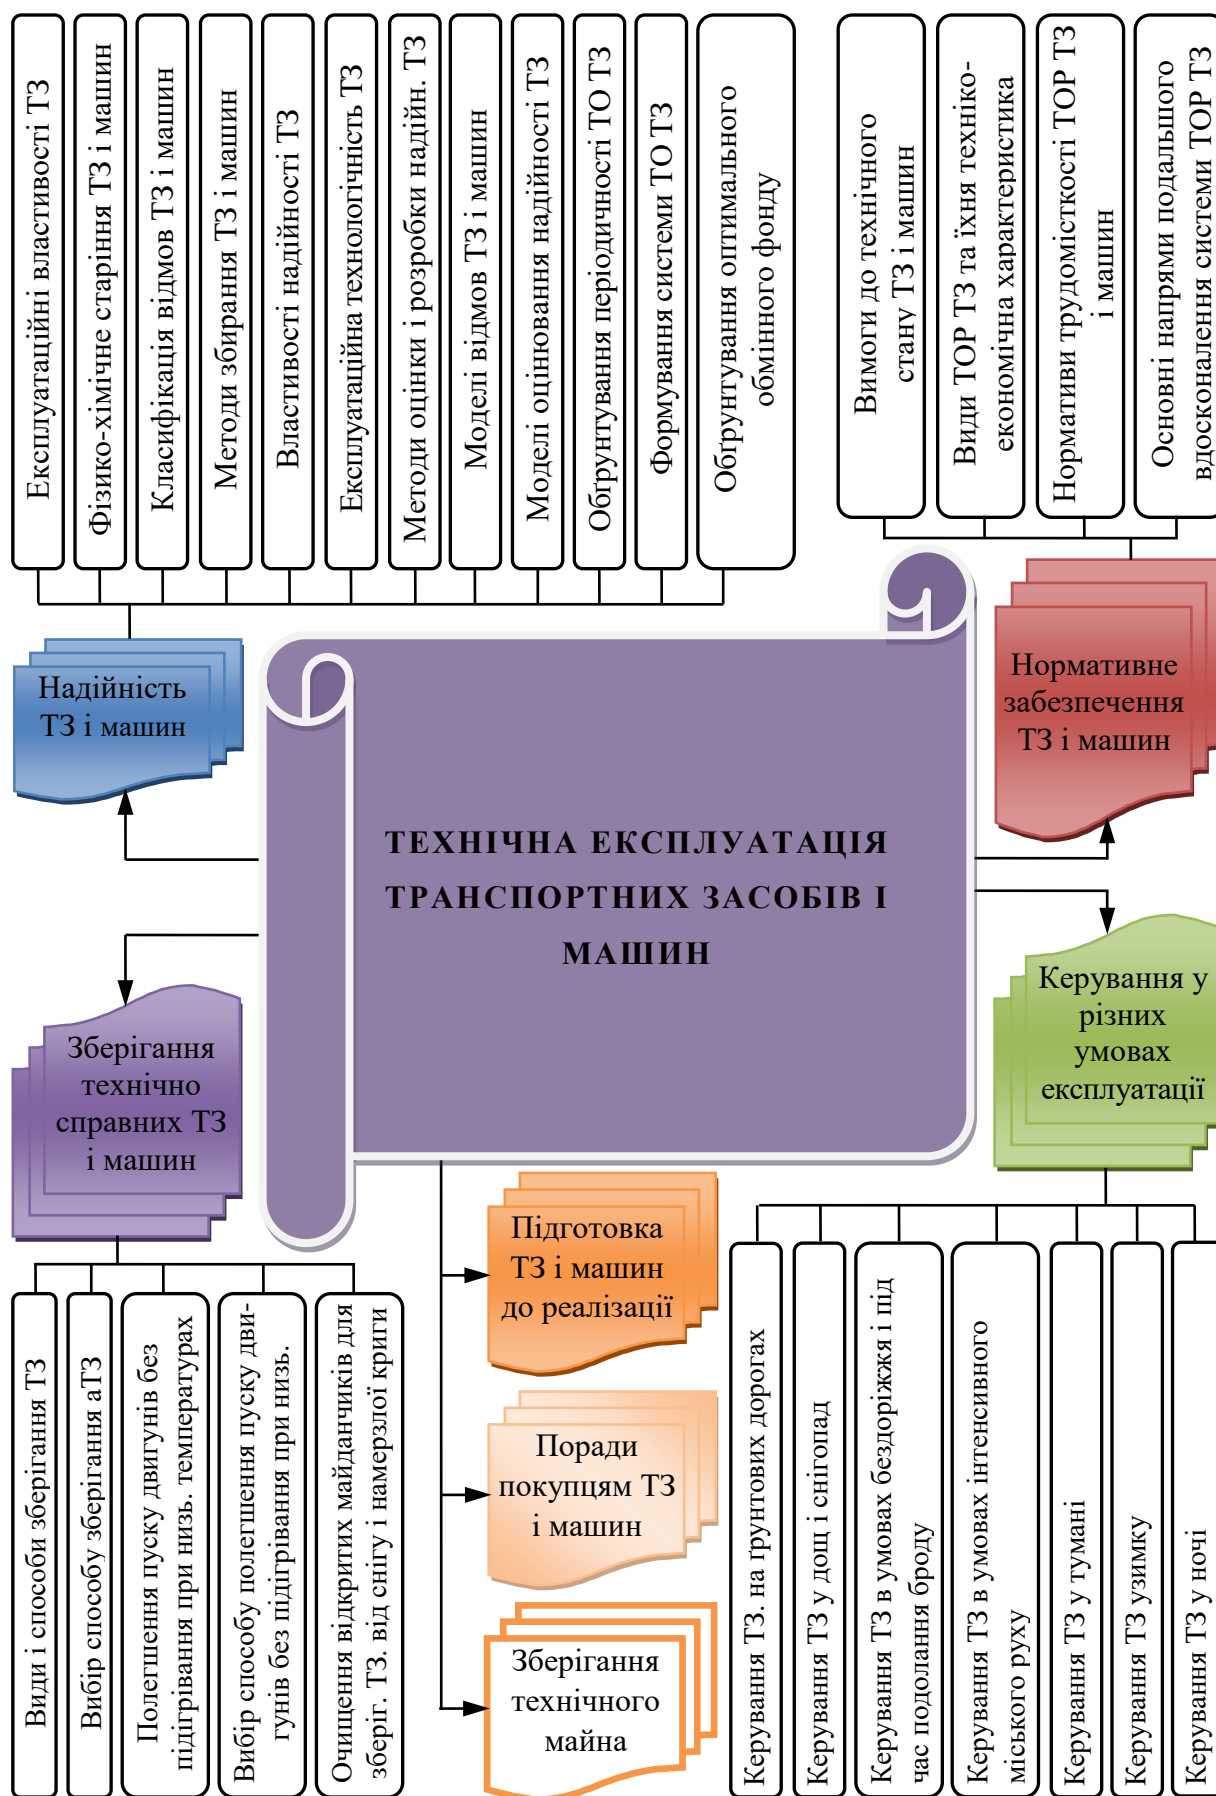 Експлуатаційні властивості ТЗ
Фізико-хімічне старіння ТЗ і машин
Класифікація відмов ТЗ і машин
Методи збирання ТЗ і машин
Властивості надійності ТЗ
Експлуатаційна технологічність ТЗ
Методи оцінки і розробки надійн. ТЗ
Моделі відмов ТЗ і машин
Моделі оцінювання надійності ТЗ
Обґрунтування періодичності ТО ТЗ
Формування системи ТО ТЗ
Обґрунтування оптимального
обмінного фонду
Вимоги до технічного
стану ТЗ і машин
Види ТОР ТЗ та їхня техніко-
економічна характеристика
Нормативи трудомісткості ТОР ТЗ
і машин
Основні напрями подальшого
вдосконалення системи ТОР ТЗ
Надійність
ТЗ і машин
Нормативне
забезпечення
ТЗ і машин
ТЕХНІЧНА ЕКСПЛУАТАЦІЯ
ТРАНСПОРТНИХ ЗАСОБІВ І
МАШИН
Зберігання
технічно
справних ТЗ
і машин
Керування у
різних
умовах
експлуатації
Підготовка
ТЗ і машин
до реалізації
Поради
покупцям ТЗ
і машин
Зберігання
технічного
майна
Види і способи зберігання ТЗ
Вибір способу зберігання аТЗ
Полегшення пуску двигунів без
підігрівання при низь. температурах
Вибір способу полегшення пуску дви-
гунів без підігрівання при низь.
Очищення відкритих майданчиків для
зберіг. ТЗ. від снігу і намерзлої криги
Керування ТЗ. на ґрунтових дорогах
Керування ТЗ у дощ і снігопад
Керування ТЗ в умовах бездоріжжя і під
час подолання броду
Керування ТЗ в умовах інтенсивного
міського руху
Керування ТЗ у тумані
Керування ТЗ узимку
Керування ТЗ у ночі